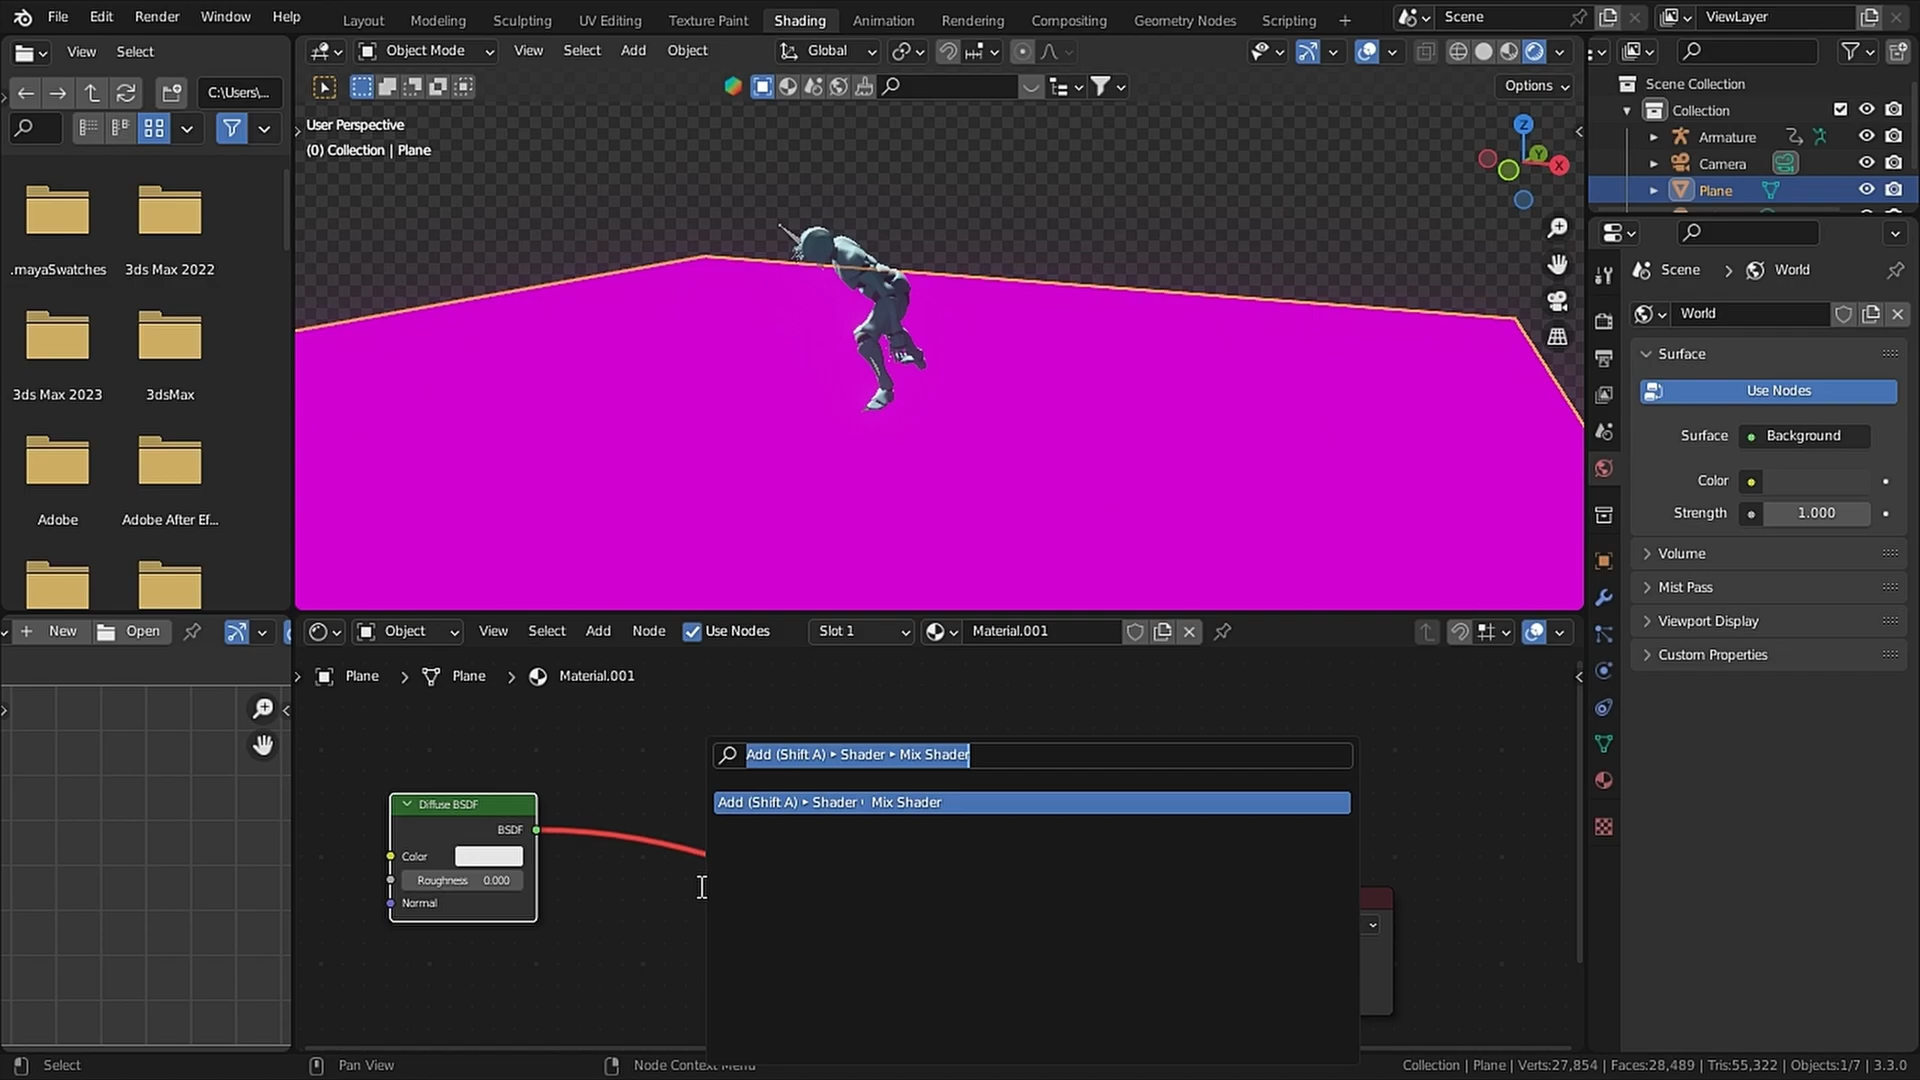 File Edit Render Window Help
Layout Modeling Sculpting UV Editing Texture Paint Shading Animation Rendering Compositing Geometry Nodes Scripting +
Scene
ViewLayer
View Select
Object Mode View Select Add Object Global
C:\Users\...
Options
User Perspective
(0) Collection | Plane
Z
Y
X
.mayaSwatches 3ds Max 2022
3ds Max 2023 3dsMax
Adobe Adobe After Ef...
Scene Collection
Collection
Armature
Camera
Plane
Scene > World
World
Surface
Use Nodes
Surface Background
Color
Strength 1.000
Volume
Mist Pass
Viewport Display
Custom Properties
+ New Open
Object View Select Add Node Use Nodes Slot 1 Material.001
Plane > Plane > Material.001
Add (Shift A) ▸ Shader ▸ Mix Shader
Add (Shift A) ▸ Shader Mix Shader
Diffuse BSDF
BSDF
Color
Roughness 0.000
Normal
Select
Pan View
Node Context Menu
Collection | Plane | Verts:27,854 | Faces:28,489 | Tris:55,322 | Objects:1/7 | 3.3.0